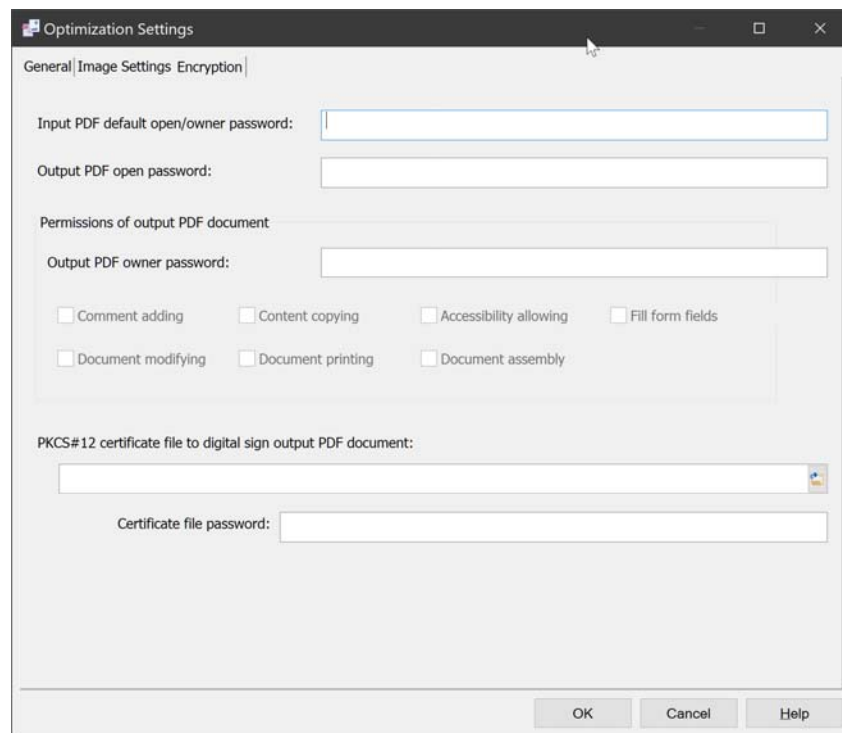 Optimization Settings
General Image Settings Encryption
Input PDF default open/owner password:
Output PDF open password:
Permissions of output PDF document
Output PDF owner password:
Comment adding Content copying Accessibility allowing Fill form fields
Document modifying Document printing Document assembly
PKCS#12 certificate file to digital sign output PDF document:
Certificate file password:
OK Cancel Help